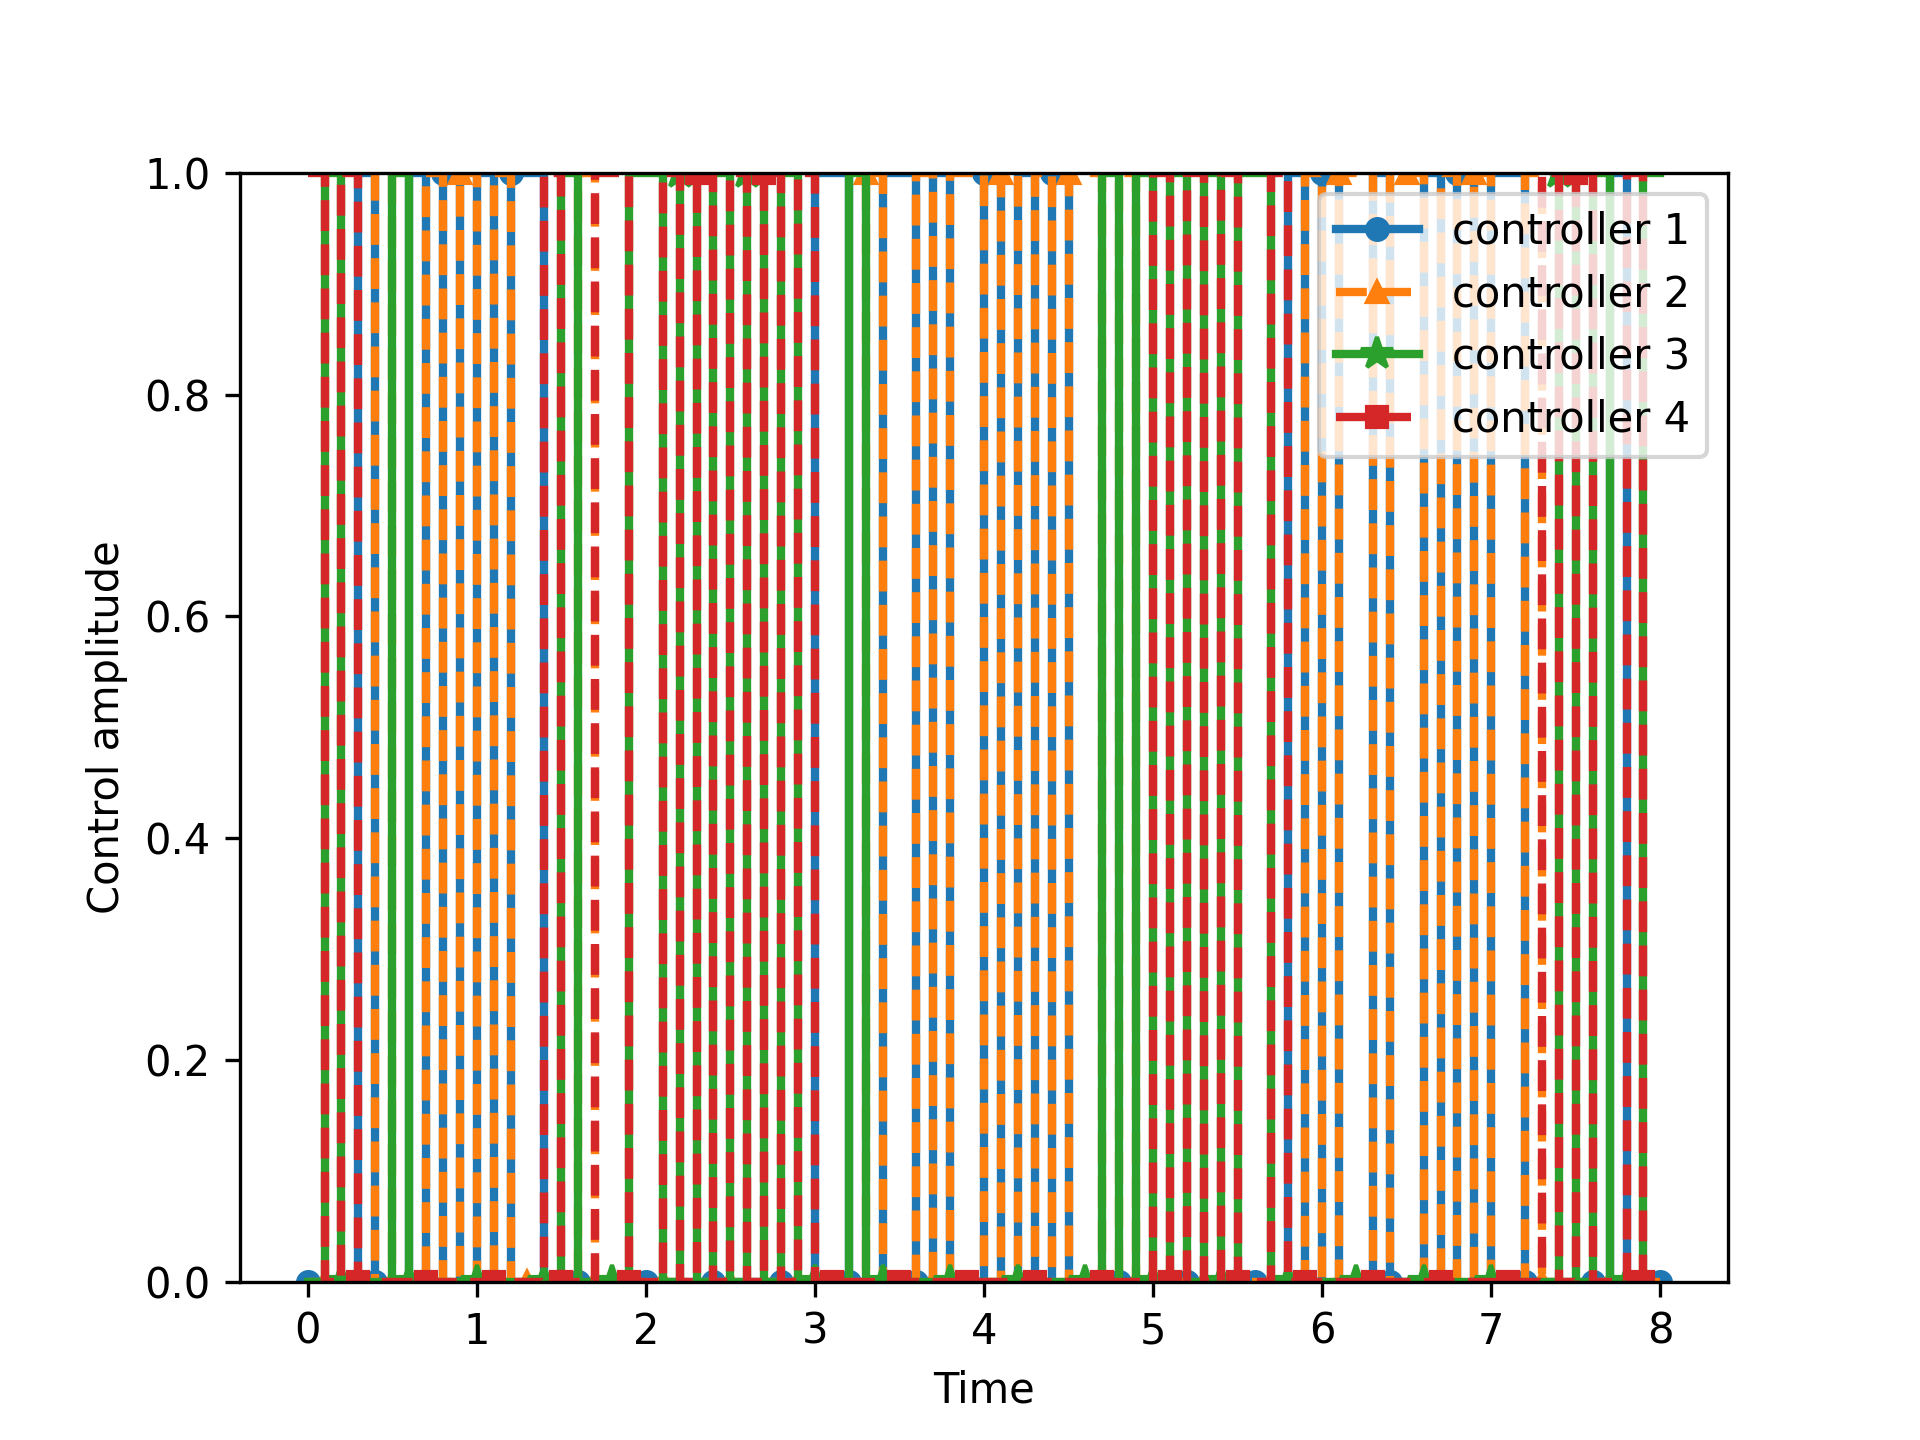 1.0
0.8
0.6
0.4
0.2
0.0
Control amplitude
0 1 2 3 4 5 6 7 8
Time
controller 1
controller 2
controller 3
controller 4